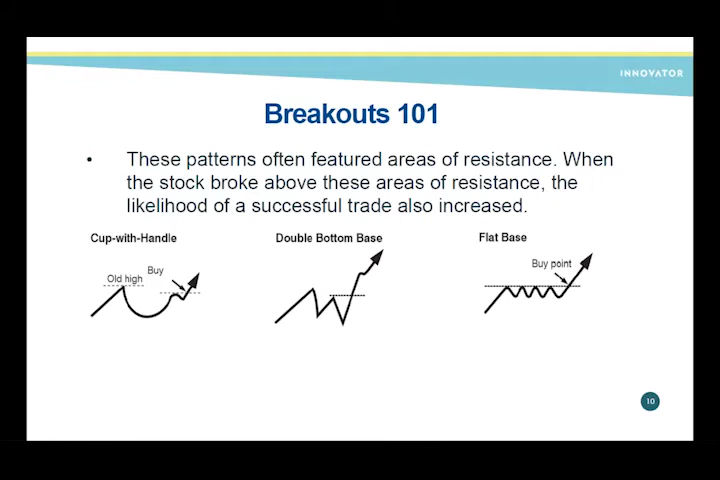 INNOVATOR
Breakouts 101
• These patterns often featured areas of resistance. When
the stock broke above these areas of resistance, the
likelihood of a successful trade also increased.
Cup-with-Handle
Old high
Buy
Double Bottom Base
Flat Base
Buy point
10